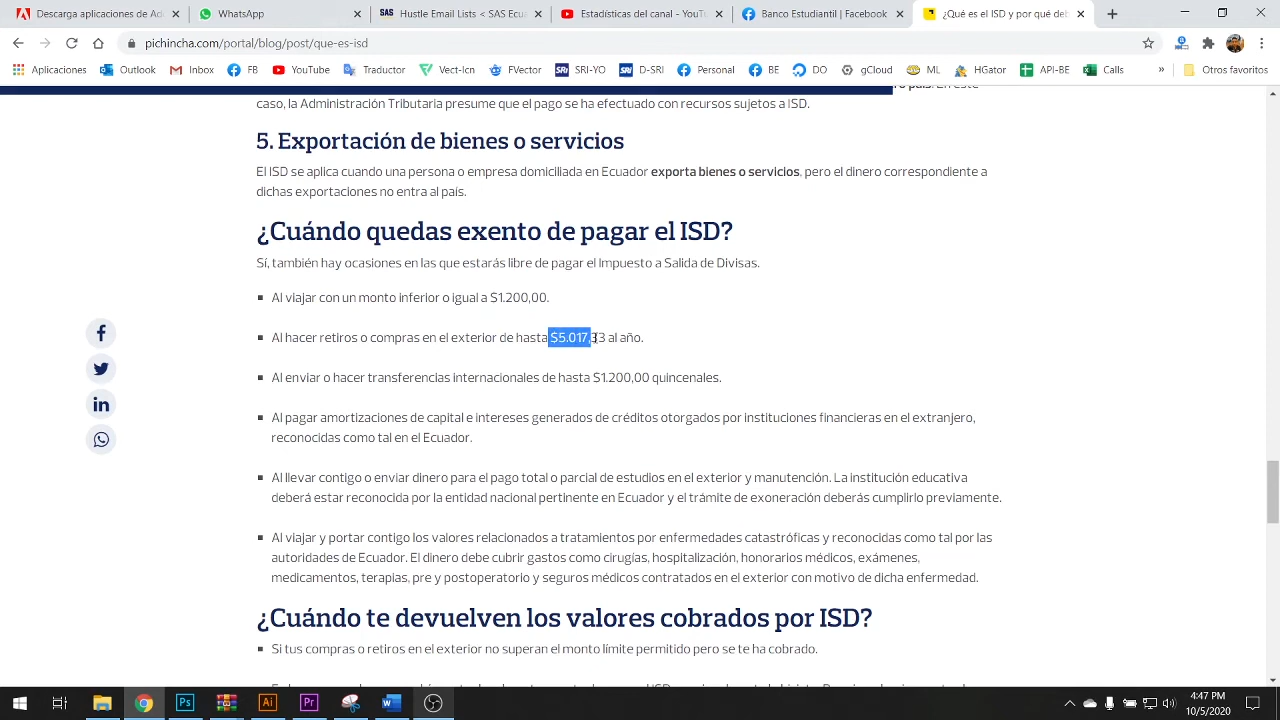 Descargar aplicaciones de Ado
WhatsApp
Hustle Email Lists < SAS Ecua
Estadísticas del canal - YouTu
Banco Estudiantil | Facebook
¿Qué es el ISD y por qué deb
pichincha.com/portal/blog/post/que-es-isd
Aplicaciones
Outlook
Inbox
FB
YouTube
Traductor
Vect-Icn
FVector
SRI-YO
D-SRI
Personal
BE
DO
gCloud
ML
HGator
API-BE
Calls
»
Otros favoritos
caso, la Administración Tributaria presume que el pago se ha efectuado con recursos sujetos a ISD.
5. Exportación de bienes o servicios
El ISD se aplica cuando una persona o empresa domiciliada en Ecuador exporta bienes o servicios, pero el dinero correspondiente a
dichas exportaciones no entra al país.
¿Cuándo quedas exento de pagar el ISD?
Sí, también hay ocasiones en las que estarás libre de pagar el Impuesto a Salida de Divisas.
Al viajar con un monto inferior o igual a $1.200,00.
Al hacer retiros o compras en el exterior de hasta $5.017,33 al año.
Al enviar o hacer transferencias internacionales de hasta $1.200,00 quincenales.
Al pagar amortizaciones de capital e intereses generados de créditos otorgados por instituciones financieras en el extranjero,
reconocidas como tal en el Ecuador.
Al llevar contigo o enviar dinero para el pago total o parcial de estudios en el exterior y manutención. La institución educativa
deberá estar reconocida por la entidad nacional pertinente en Ecuador y el trámite de exoneración deberás cumplirlo previamente.
Al viajar y portar contigo los valores relacionados a tratamientos por enfermedades catastróficas y reconocidas como tal por las
autoridades de Ecuador. El dinero debe cubrir gastos como cirugías, hospitalización, honorarios médicos, exámenes,
medicamentos, terapias, pre y postoperatorio y seguros médicos contratados en el exterior con motivo de dicha enfermedad.
¿Cuándo te devuelven los valores cobrados por ISD?
Si tus compras o retiros en el exterior no superan el monto límite permitido pero se te ha cobrado.
4:47 PM
10/5/2020